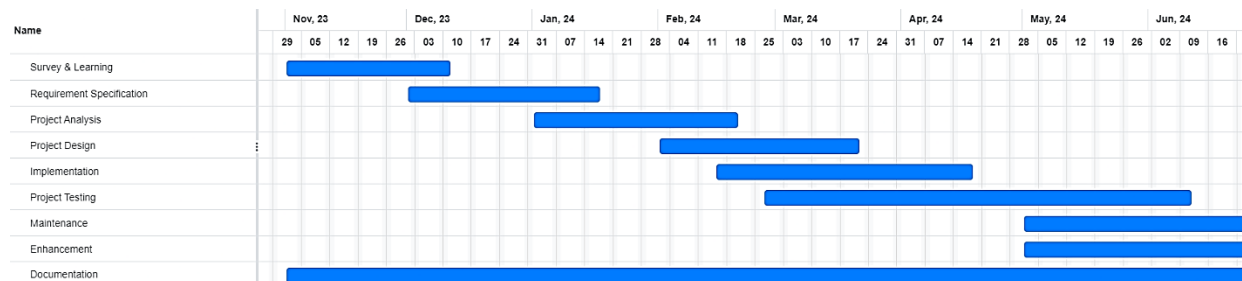 Nov, 23 Dec, 23 Jan, 24 Feb, 24 Mar, 24 Apr, 24 May, 24 Jun, 24
Name
29 05 12 19 26 03 10 17 24 31 07 14 21 28 04 11 18 25 03 10 17 24 31 07 14 21 28 05 12 19 26 02 09 16
Survey & Learning
Requirement Specification
Project Analysis
Project Design
Implementation
Project Testing
Maintenance
Enhancement
Documentation